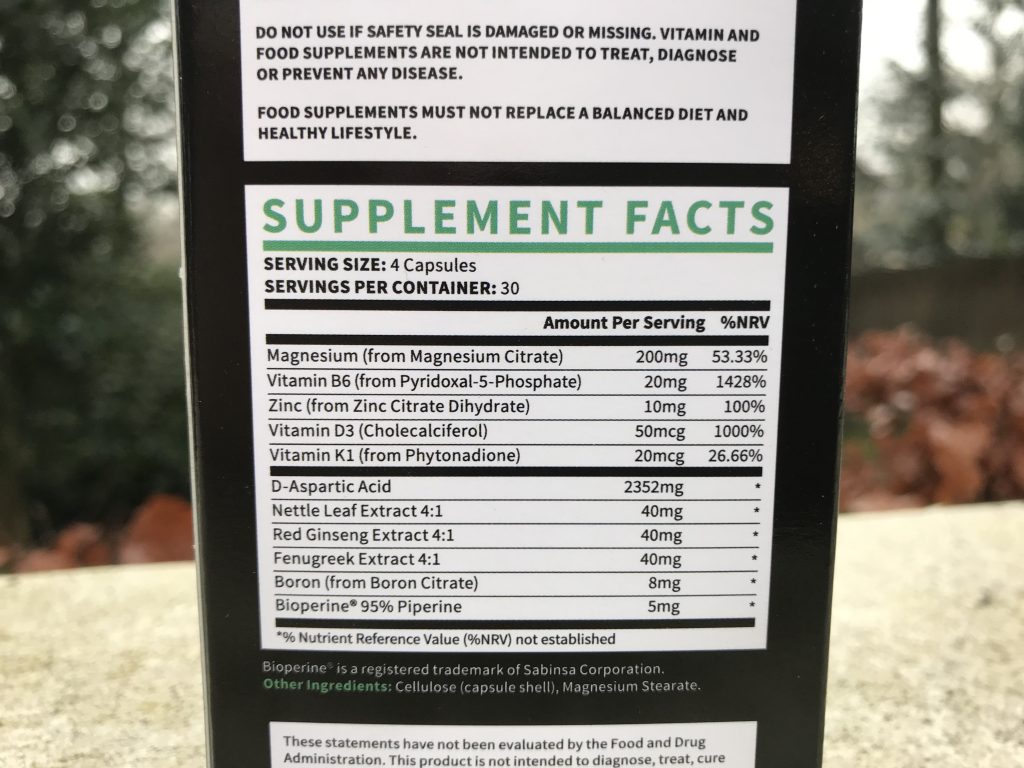 DO NOT USE IF SAFETY SEAL IS DAMAGED OR MISSING. VITAMIN AND
FOOD SUPPLEMENTS ARE NOT INTENDED TO TREAT, DIAGNOSE
OR PREVENT ANY DISEASE.
FOOD SUPPLEMENTS MUST NOT REPLACE A BALANCED DIET AND
HEALTHY LIFESTYLE.
SUPPLEMENT FACTS
SERVING SIZE: 4 Capsules
SERVINGS PER CONTAINER: 30
Amount Per Serving %NRV
Magnesium (from Magnesium Citrate) 200mg 53.33%
Vitamin B6 (from Pyridoxal-5-Phosphate) 20mg 1428%
Zinc (from Zinc Citrate Dihydrate) 10mg 100%
Vitamin D3 (Cholecalciferol) 50mcg 1000%
Vitamin K1 (from Phytonadione) 20mcg 26.66%
D-Aspartic Acid 2352mg *
Nettle Leaf Extract 4:1 40mg *
Red Ginseng Extract 4:1 40mg *
Fenugreek Extract 4:1 40mg *
Boron (from Boron Citrate) 8mg *
Bioperine® 95% Piperine 5mg *
*% Nutrient Reference Value (%NRV) not established
Bioperine® is a registered trademark of Sabinsa Corporation.
Other Ingredients: Cellulose (capsule shell), Magnesium Stearate.
These statements have not been evaluated by the Food and Drug
Administration. This product is not intended to diagnose, treat, cure